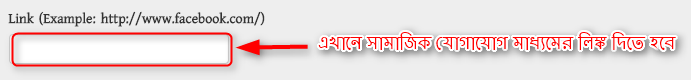 Link (Example: http://www.facebook.com/)
এখানে সামাজিক যোগাযোগ মাধ্যমের লিঙ্ক দিতে হবে